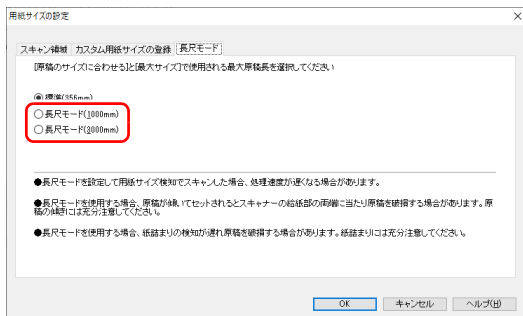 用紙サイズの設定
スキャン領域 カスタム用紙サイズの登録 長尺モード
[原稿のサイズに合わせる]と[最大サイズ]で使用される最大原稿長を選択してください
標準(356mm)
長尺モード(1000mm)
長尺モード(3000mm)
●長尺モードを設定して用紙サイズ検知でスキャンした場合、処理速度が遅くなる場合があります。
●長尺モードを使用する場合、原稿が傾いてセットされるとスキャナーの給紙部の両端に当たり原稿を破損する場合があります。原
稿の傾きには充分注意してください。
●長尺モードを使用する場合、紙詰まりの検知が遅れ原稿を破損する場合があります。紙詰まりには充分注意してください。
OK キャンセル ヘルプ(H)